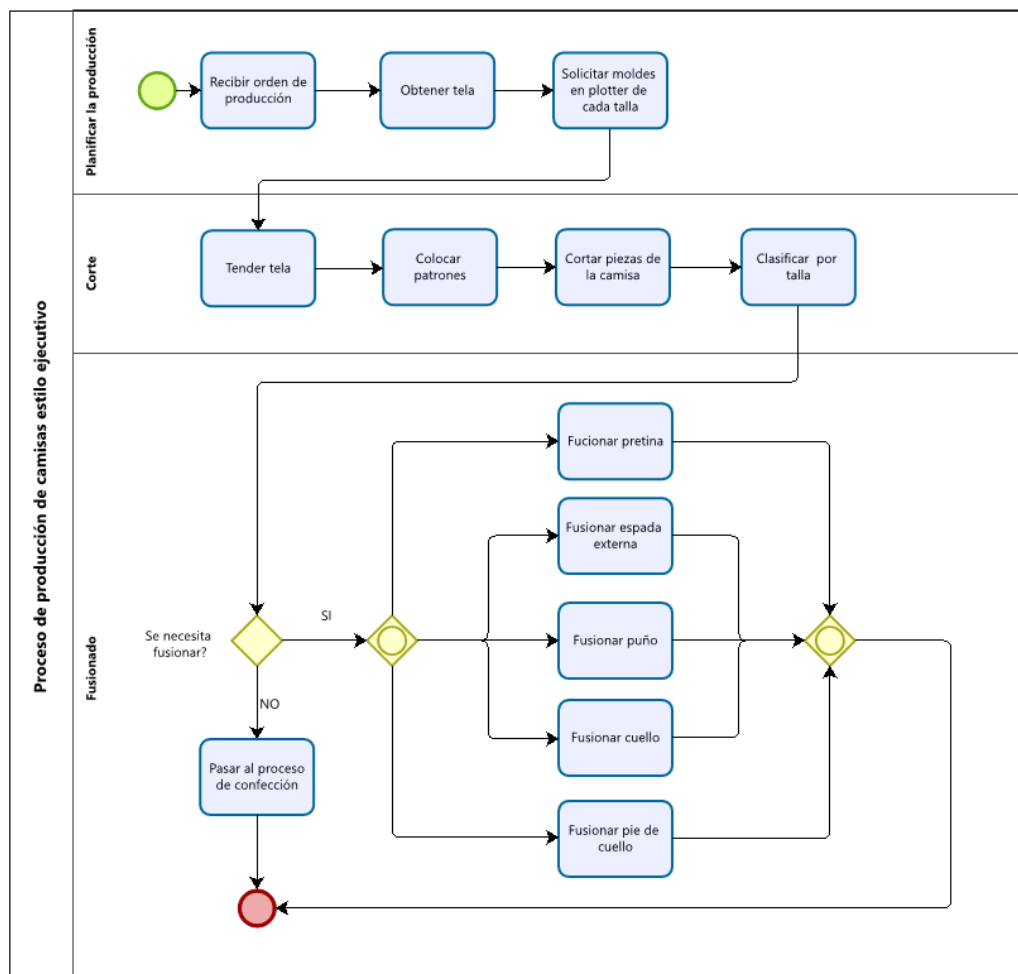 Proceso de producción de camisas estilo ejecutivo
Planificar la producción
Recibir orden de
producción
Obtener tela
Solicitar moldes
en plotter de
cada talla
Corte
Tender tela
Colocar
patrones
Cortar piezas de
la camisa
Clasificar por
talla
Fusionado
Se necesita
fusionar?
SI
NO
Pasar al proceso
de confección
Fucionar pretina
Fusionar espada
externa
Fusionar puño
Fusionar cuello
Fusionar pie de
cuello